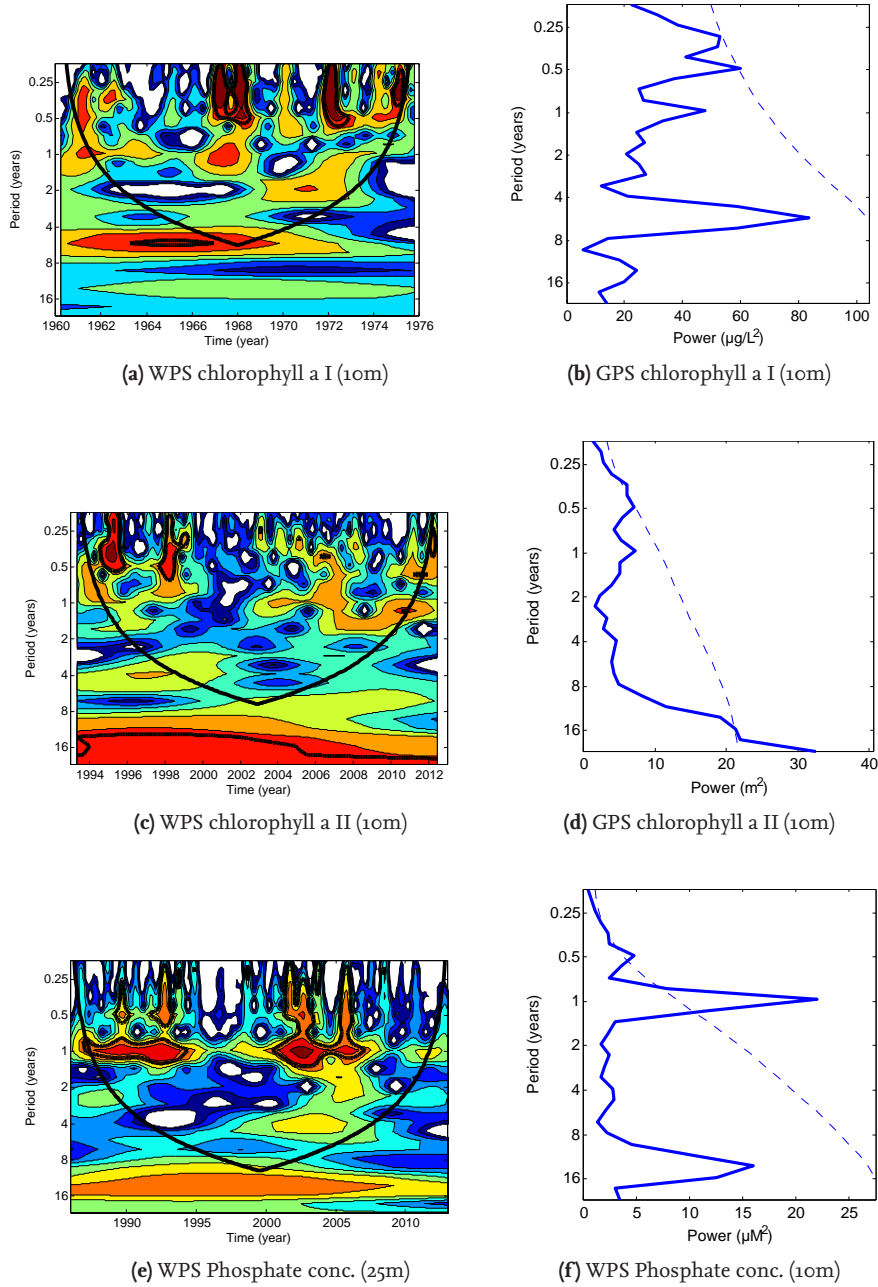 0.25
0.5
1
2
4
8
16
Period (years)
1960 1962 1964 1966 1968 1970 1972 1974 1976
Time (year)
(a) WPS chlorophyll a I (10m)
0.25
0.5
1
2
4
8
16
Period (years)
0 20 40 60 80 100
Power (µg/L²)
(b) GPS chlorophyll a I (10m)
0.25
0.5
1
2
4
8
16
Period (years)
1994 1996 1998 2000 2002 2004 2006 2008 2010 2012
Time (year)
(c) WPS chlorophyll a II (10m)
0.25
0.5
1
2
4
8
16
Period (years)
0 10 20 30 40
Power (m²)
(d) GPS chlorophyll a II (10m)
0.25
0.5
1
2
4
8
16
Period (years)
1990 1995 2000 2005 2010
Time (year)
(e) WPS Phosphate conc. (25m)
0.25
0.5
1
2
4
8
16
Period (years)
0 5 10 15 20 25
Power (µM²)
(f) WPS Phosphate conc. (10m)